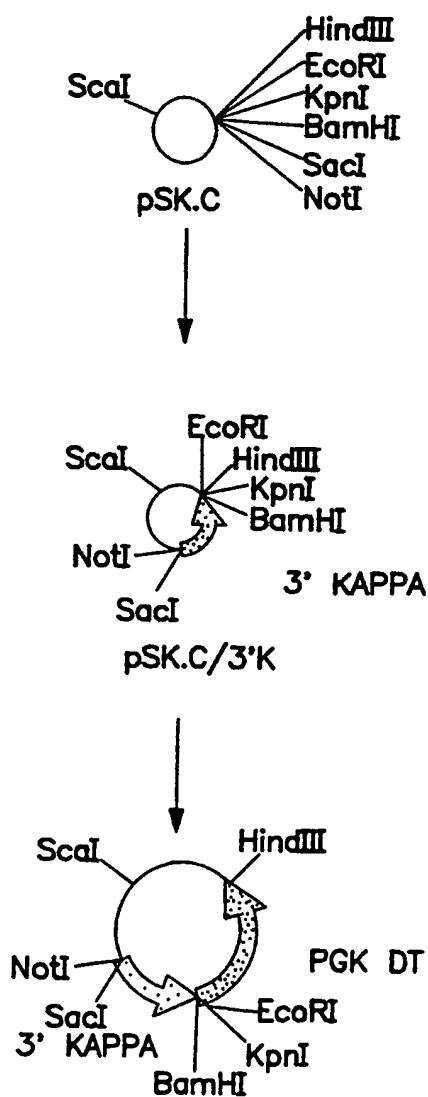 HindIII
EcoRI
ScaI
KpnI
BamHI
SacI
pSK.C
NotI
EcoRI
ScaI
HindIII
KpnI
BamHI
NotI
3' KAPPA
SacI
pSK.C/3'K
HindIII
ScaI
NotI
PGK DT
SacI
EcoRI
3' KAPPA
KpnI
BamHI